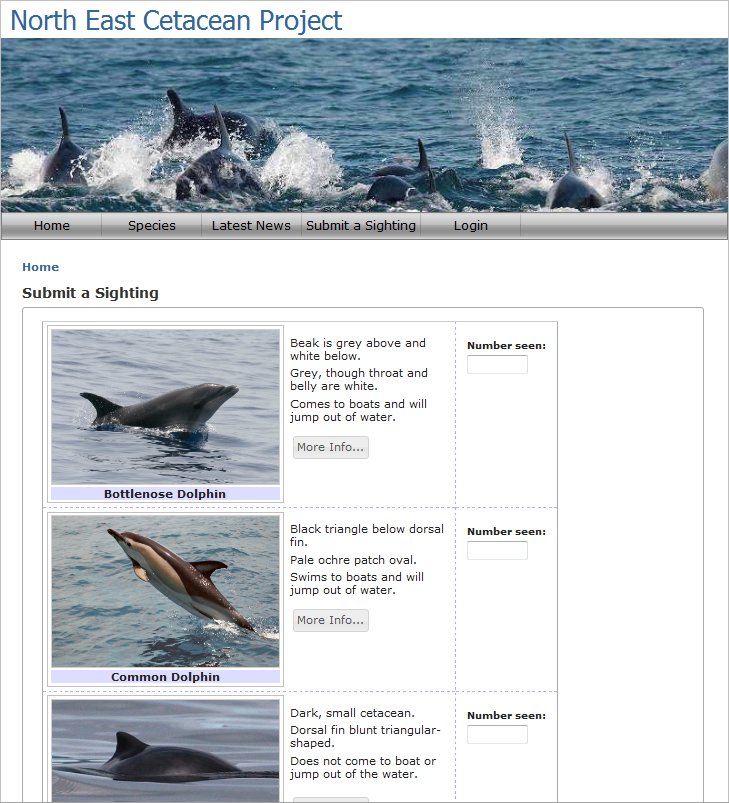 North East Cetacean Project
Home
Species
Latest News
Submit a Sighting
Login
Home
Submit a Sighting
Beak is grey above and
white below.
Grey, though throat and
belly are white.
Comes to boats and will
jump out of water.
More Info...
Number seen:
Bottlenose Dolphin
Black triangle below dorsal
fin.
Pale ochre patch oval.
Swims to boats and will
jump out of water.
More Info...
Number seen:
Common Dolphin
Dark, small cetacean.
Dorsal fin blunt triangular-
shaped.
Does not come to boat or
jump out of the water.
Number seen: